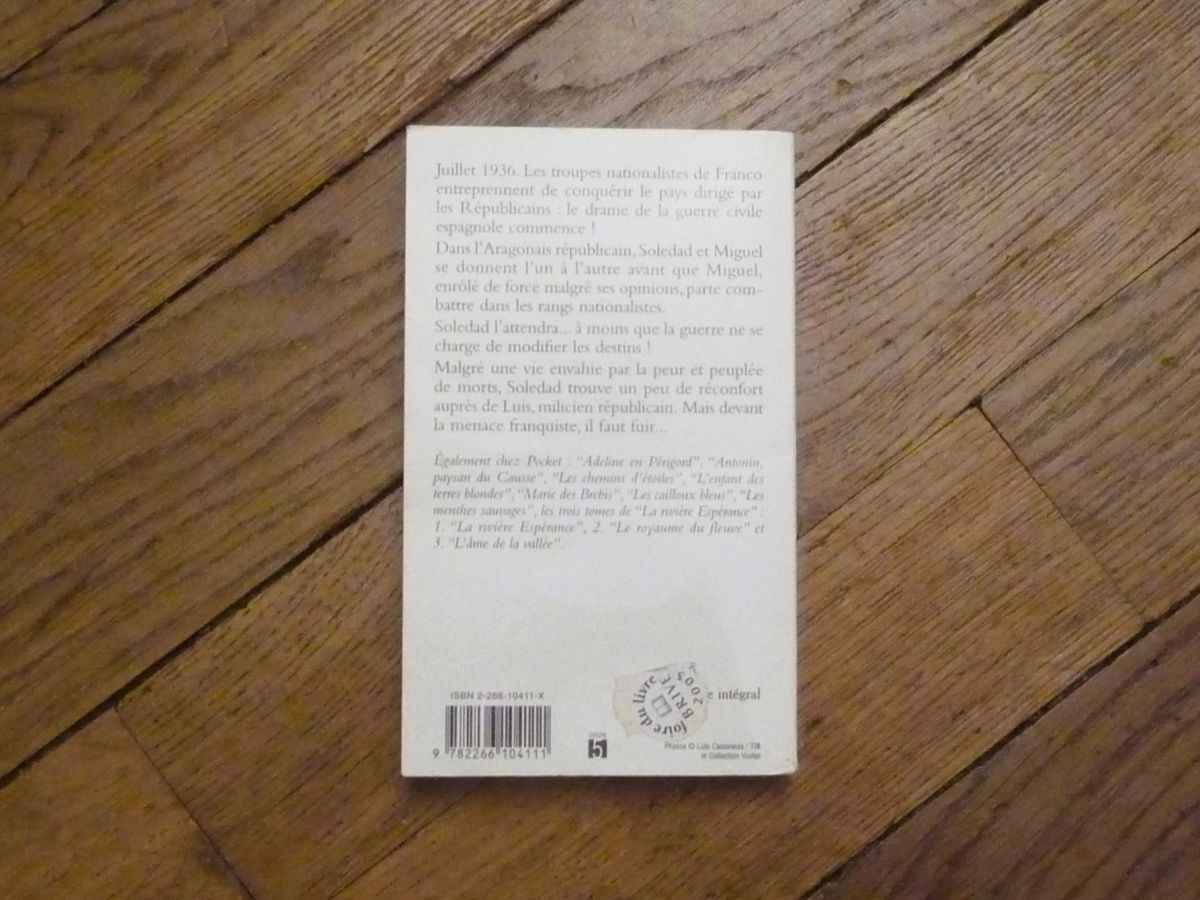 Juillet 1936. Les troupes nationalistes de Franco
entreprennent de conquérir le pays dirigé par
les Républicains : le drame de la guerre civile
espagnole commence !
Dans l'Aragonais républicain, Soledad et Miguel
se donnent l'un à l'autre avant que Miguel,
enrôlé de force malgré ses opinions, parte com-
battre dans les rangs nationalistes.
Soledad l'attendra... à moins que la guerre ne se
charge de modifier les destins !
Malgré une vie envahie par la peur et peuplée
de morts, Soledad trouve un peu de réconfort
auprès de Luis, milicien républicain. Mais devant
la menace franquiste, il faut fuir...
Également chez Pocket : "Adeline en Périgord", "Antonin,
paysan du Causse", "Les chemins d'étoiles", "L'enfant des
terres blondes", "Marie des Brebis", "Les cailloux bleus", "Les
menthes sauvages", les trois tomes de "La rivière Espérance" :
1. "La rivière Espérance", 2. "Le royaume du fleuve" et
3. "L'âme de la vallée".
foire du livre
BRIVE
2003
e intégral
ISBN 2-266-10411-X
9 782266 104111
5
Photos © Luis Castaneda /
et Collection Viollet